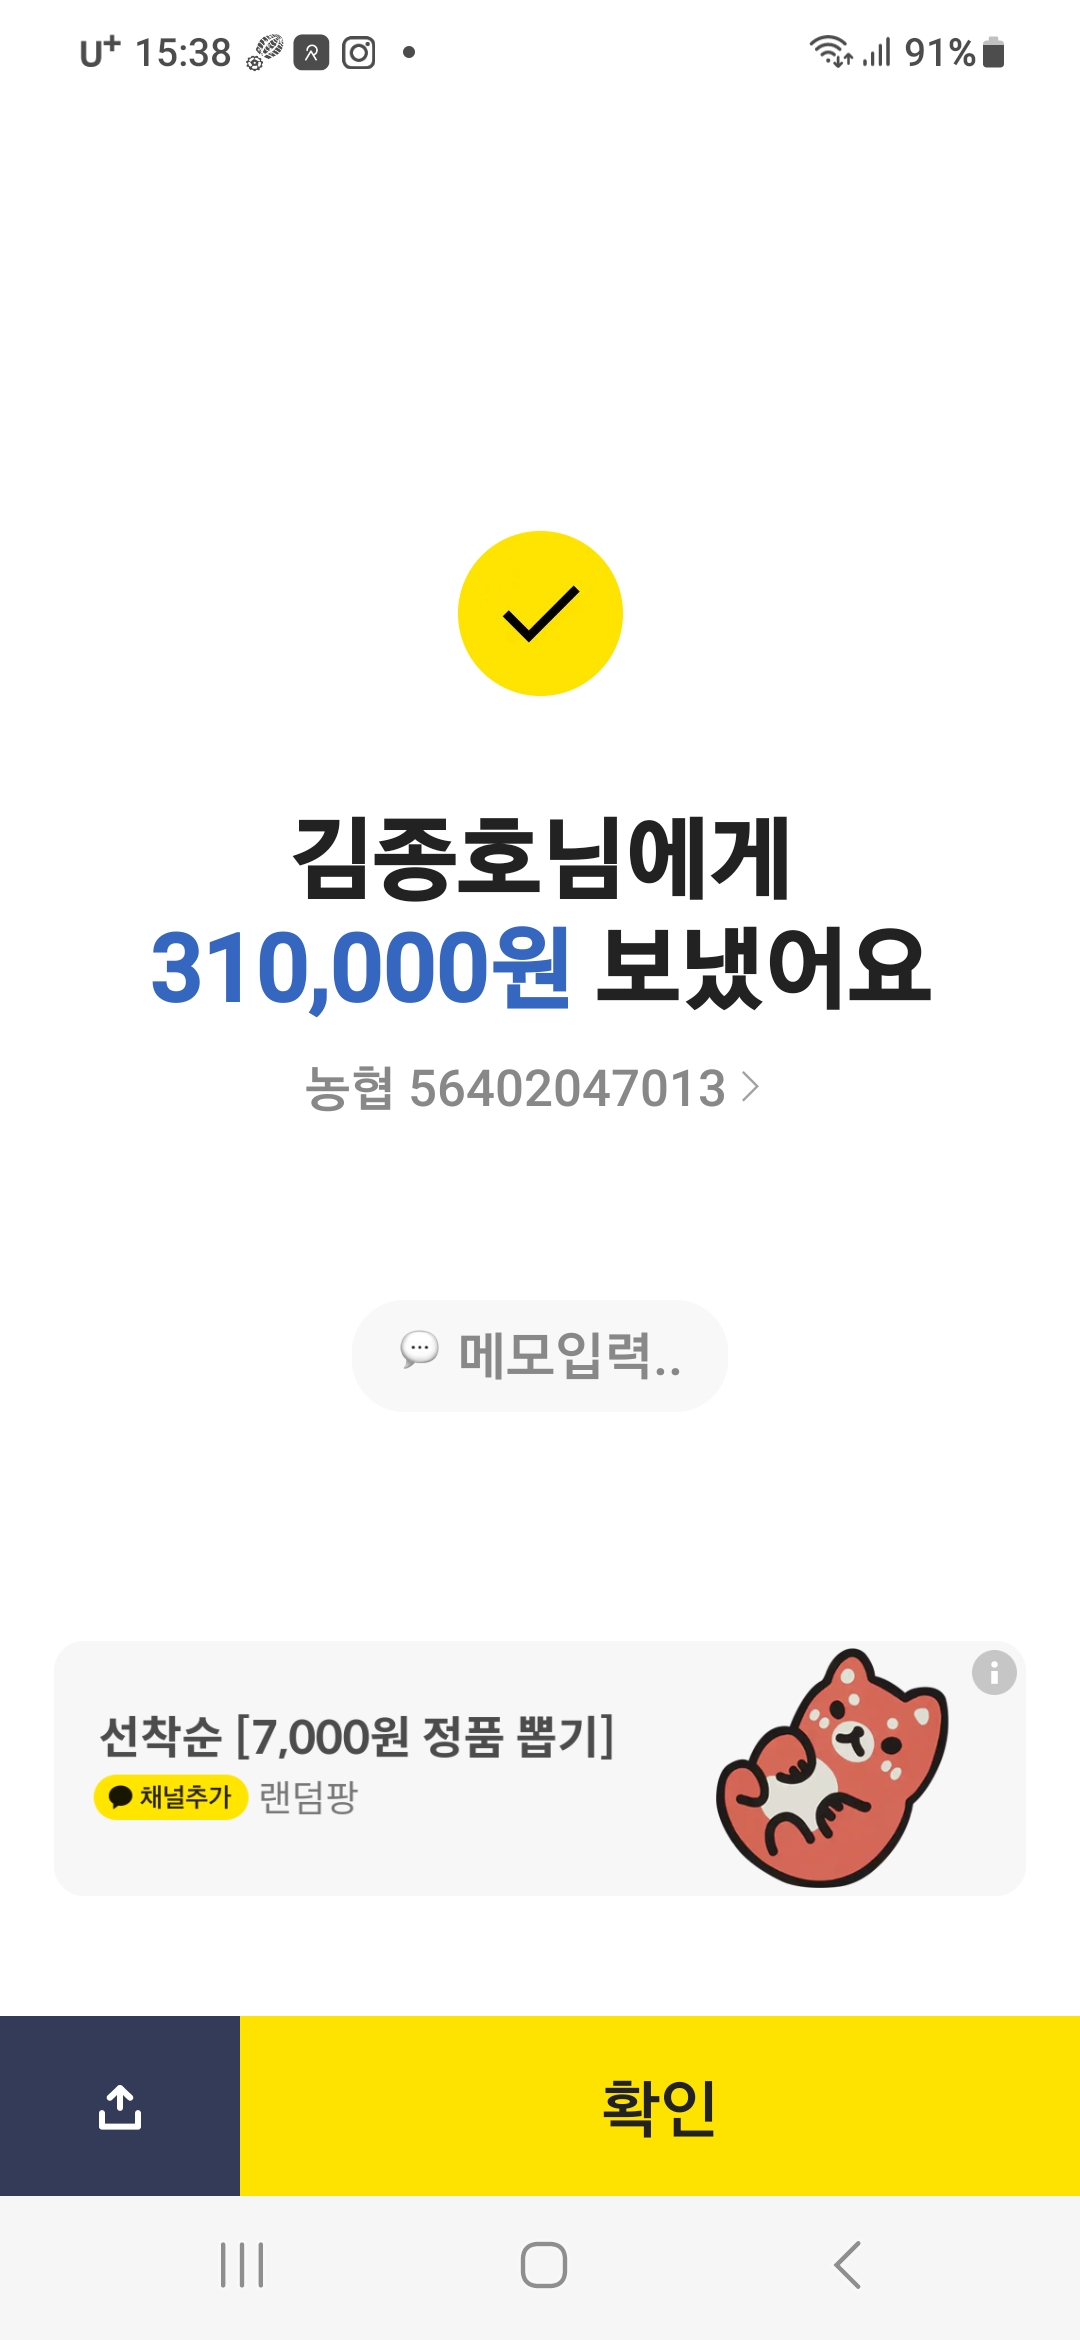 U+ 15:38 91%
김종호님에게
310,000원 보냈어요
농협 56402047013
메모입력..
선착순 [7,000원 정품 뽑기]
채널추가 랜덤팡
확인